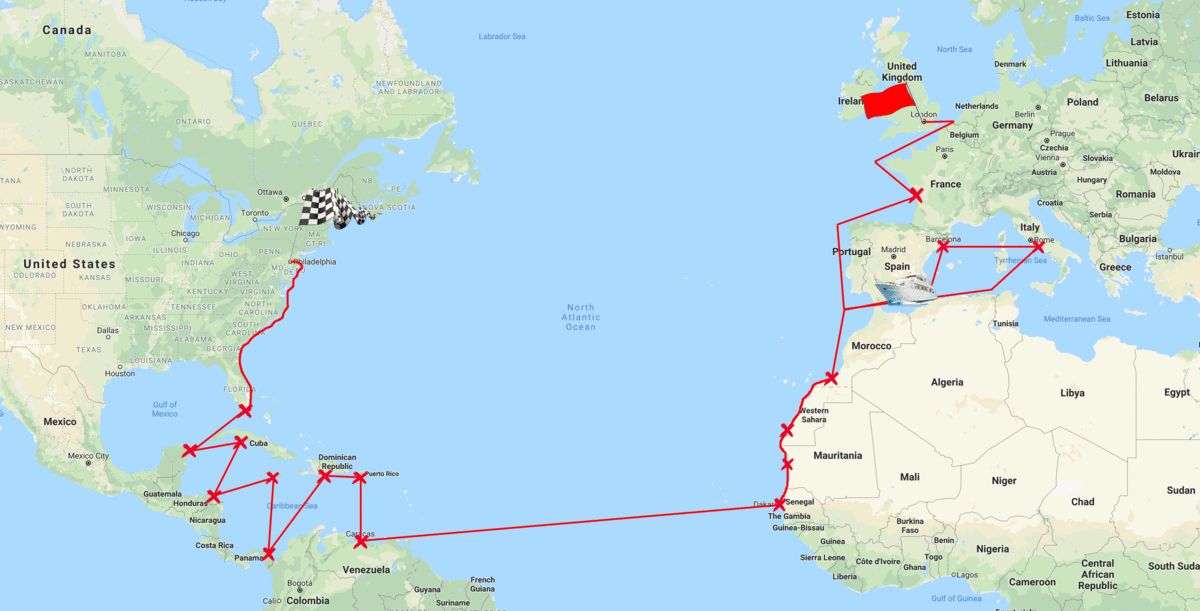 Hudson Bay
Canada
MANITOBA
SASKATCHEWAN
ONTARIO
QUEBEC
NEWFOUNDLAND
AND LABRADOR
Labrador Sea
NB
PE
NOVA SCOTIA
NORTH
DAKOTA
SOUTH
DAKOTA
MINNESOTA
WISCONSIN
MICHIGAN
Ottawa
Toronto
NEW YORK
MA
CT RI
TANA
WYOMING
NEBRASKA
IOWA
Chicago
ILLINOIS
INDIANA
OHIO
PENN
Philadelphia
MD
DE
United States
COLORADO
KANSAS
MISSOURI
WEST
VIRGINIA
KENTUCKY
VIRGINIA
OKLAHOMA
ARKANSAS
TENNESSEE
NORTH
CAROLINA
NEW MEXICO
MISSISSIPPI
SOUTH
CAROLINA
Dallas
ALABAMA
TEXAS
GEORGIA
LOUISIANA
Houston
FLORIDA
Gulf of
Mexico
Mexico
Mexico City
Cuba
Dominican
Republic
Puerto Rico
Guatemala
Honduras
Caribbean Sea
Nicaragua
Costa Rica
Panama
Caracas
Venezuela
Bogotá
Cali
Colombia
Guyana
French
Guiana
Suriname
North
Atlantic
Ocean
Baltic Sea
Estonia
Latvia
Lithuania
North Sea
Denmark
United
Kingdom
Irelan
London
Netherlands
Berlin
Poland
Belarus
Germany
Belgium
Prague
Czechia
Ukrain
Paris
Vienna
Slovakia
Moldova
Austria
Hungary
France
Romania
Croatia
Serbia
Italy
Bulgaria
Rome
Barcelona
Portugal
Madrid
Spain
Tyrrhenian Sea
Greece
İstanbul
Tunisia
Mediterranean Sea
Morocco
Algeria
Libya
Egypt
Western
Sahara
Mauritania
Mali
Niger
Chad
Sudan
Dakar
Senegal
The Gambia
Guinea-Bissau
Burkina
Faso
Guinea
Benin
Sierra Leone
Côte d'Ivoire
Togo
Nigeria
Ghana
Liberia
Lagos
Gulf of Guinea
Cameroon
Central
African
Republic
South Suda